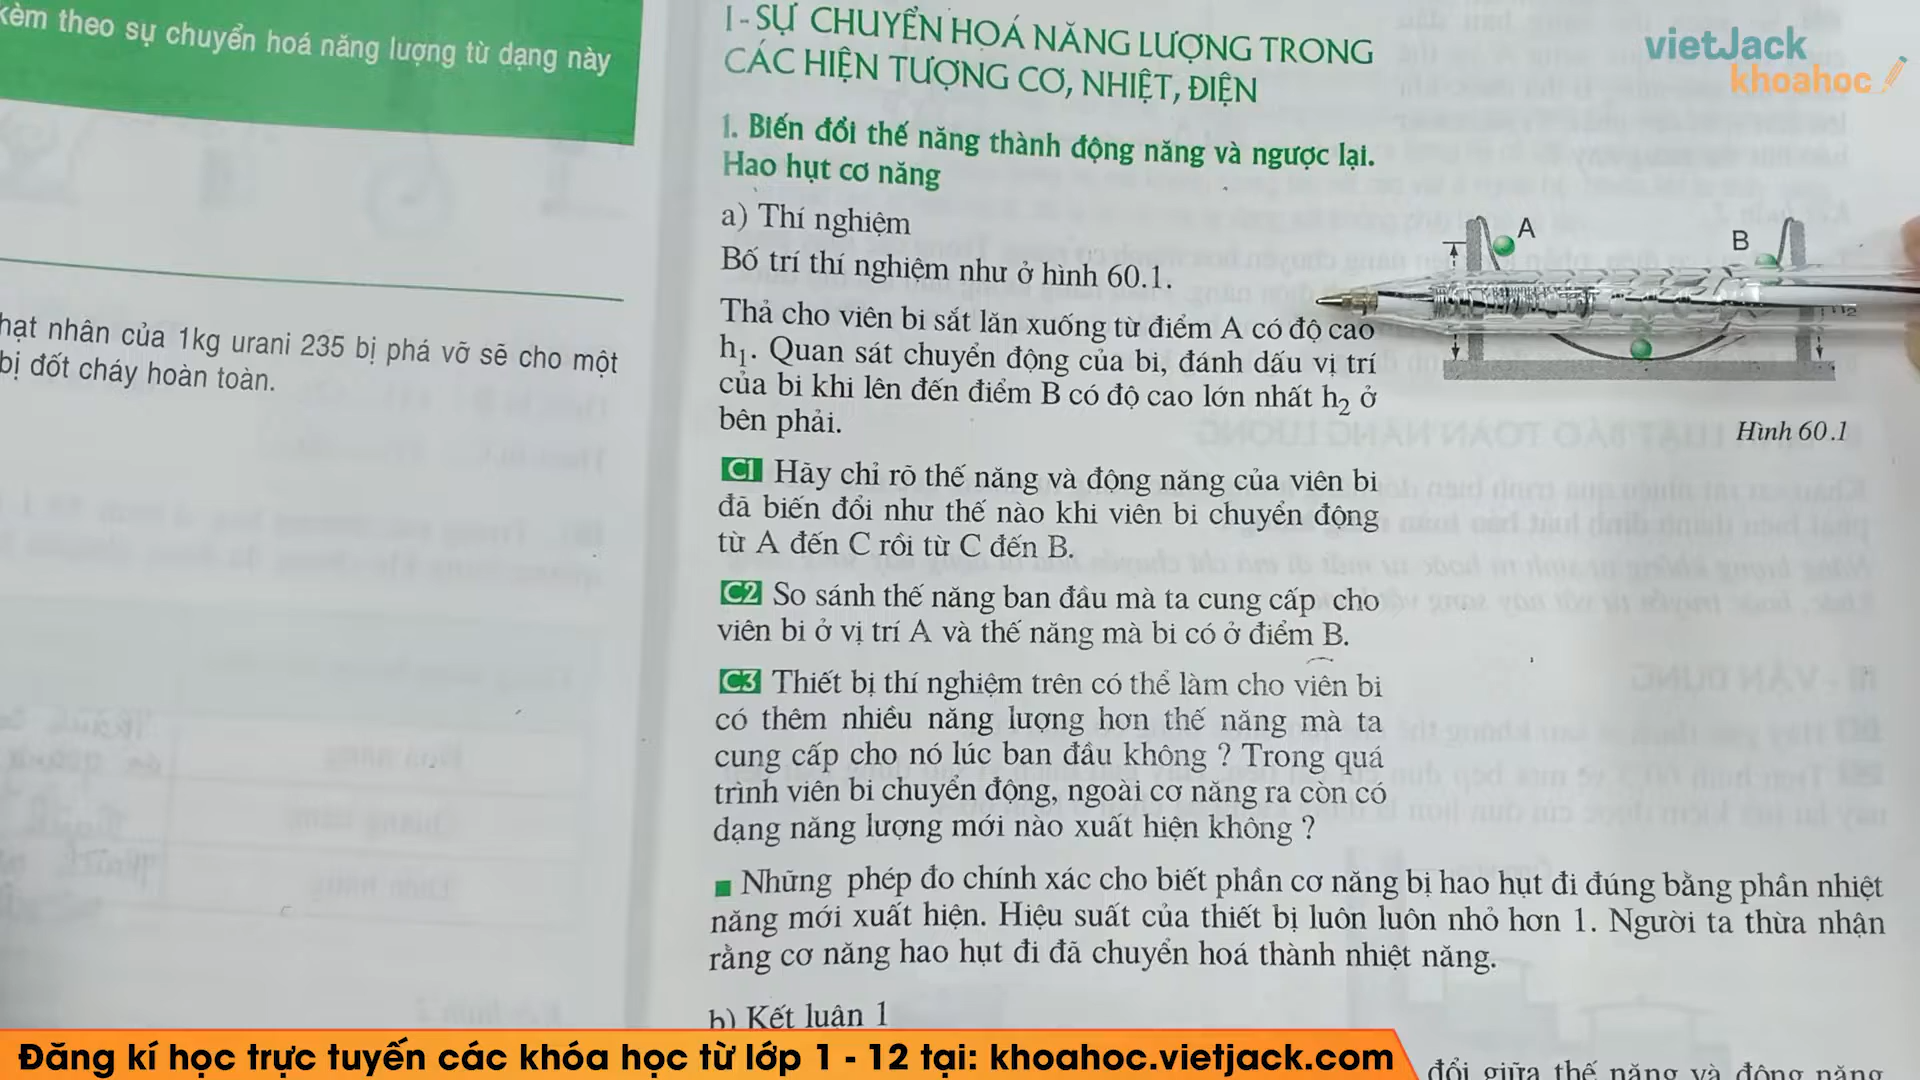 kèm theo sự chuyển hoá năng lượng từ dạng này
hạt nhân của 1kg urani 235 bị phá vỡ sẽ cho một
bị đốt cháy hoàn toàn.
I - SỰ CHUYỂN HOÁ NĂNG LƯỢNG TRONG
CÁC HIỆN TƯỢNG CƠ, NHIỆT, ĐIỆN
1. Biến đổi thế năng thành động năng và ngược lại.
Hao hụt cơ năng
a) Thí nghiệm
Bố trí thí nghiệm như ở hình 60.1.
Thả cho viên bi sắt lăn xuống từ điểm A có độ cao
h1. Quan sát chuyển động của bi, đánh dấu vị trí
của bi khi lên đến điểm B có độ cao lớn nhất h2 ở
bên phải.
A
B
Hình 60.1
C1 Hãy chỉ rõ thế năng và động năng của viên bi
đã biến đổi như thế nào khi viên bi chuyển động
từ A đến C rồi từ C đến B.
C2 So sánh thế năng ban đầu mà ta cung cấp cho
viên bi ở vị trí A và thế năng mà bi có ở điểm B.
C3 Thiết bị thí nghiệm trên có thể làm cho viên bi
có thêm nhiều năng lượng hơn thế năng mà ta
cung cấp cho nó lúc ban đầu không ? Trong quá
trình viên bi chuyển động, ngoài cơ năng ra còn có
dạng năng lượng mới nào xuất hiện không ?
Những phép đo chính xác cho biết phần cơ năng bị hao hụt đi đúng bằng phần nhiệt
năng mới xuất hiện. Hiệu suất của thiết bị luôn luôn nhỏ hơn 1. Người ta thừa nhận
rằng cơ năng hao hụt đi đã chuyển hoá thành nhiệt năng.
b) Kết luận 1
đổi giữa thế năng và động năng
vietJack
khoahoc
Đăng kí học trực tuyến các khóa học từ lớp 1 - 12 tại: khoahoc.vietjack.com